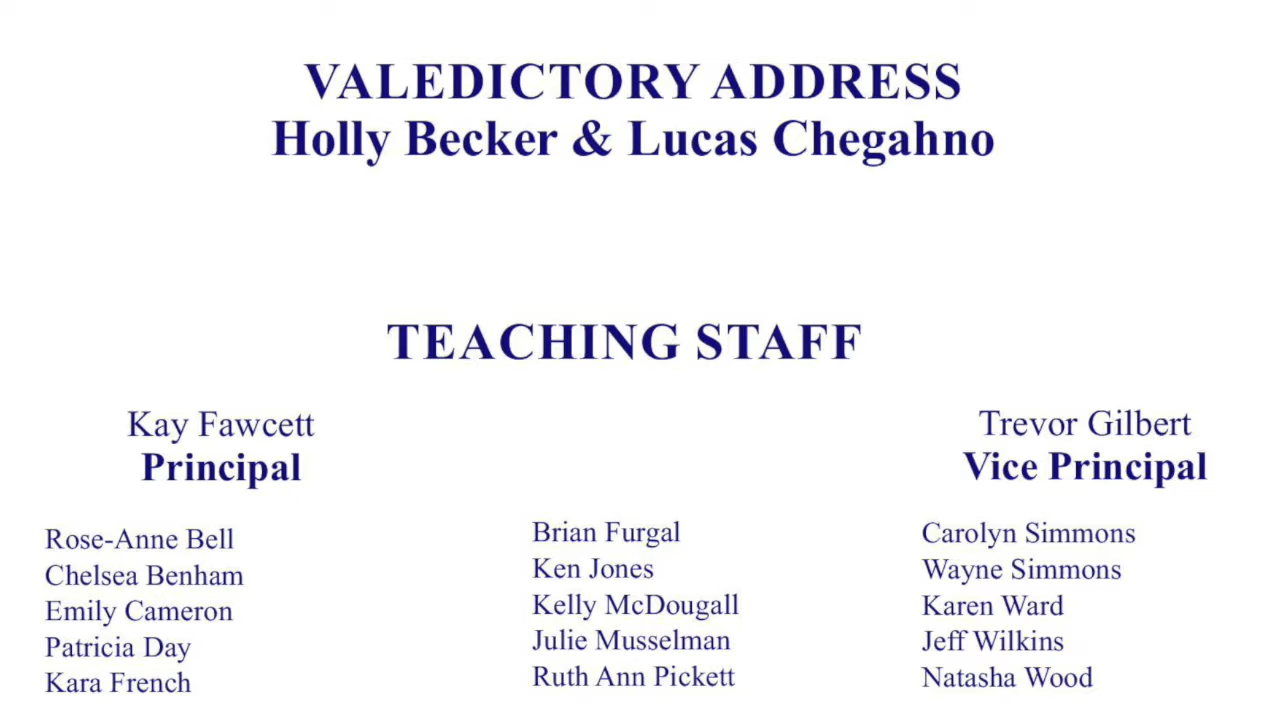 VALEDICTORY ADDRESS
Holly Becker & Lucas Chegahno
TEACHING STAFF
Kay Fawcett
Principal
Trevor Gilbert
Vice Principal
Rose-Anne Bell
Chelsea Benham
Emily Cameron
Patricia Day
Kara French
Brian Furgal
Ken Jones
Kelly McDougall
Julie Musselman
Ruth Ann Pickett
Carolyn Simmons
Wayne Simmons
Karen Ward
Jeff Wilkins
Natasha Wood